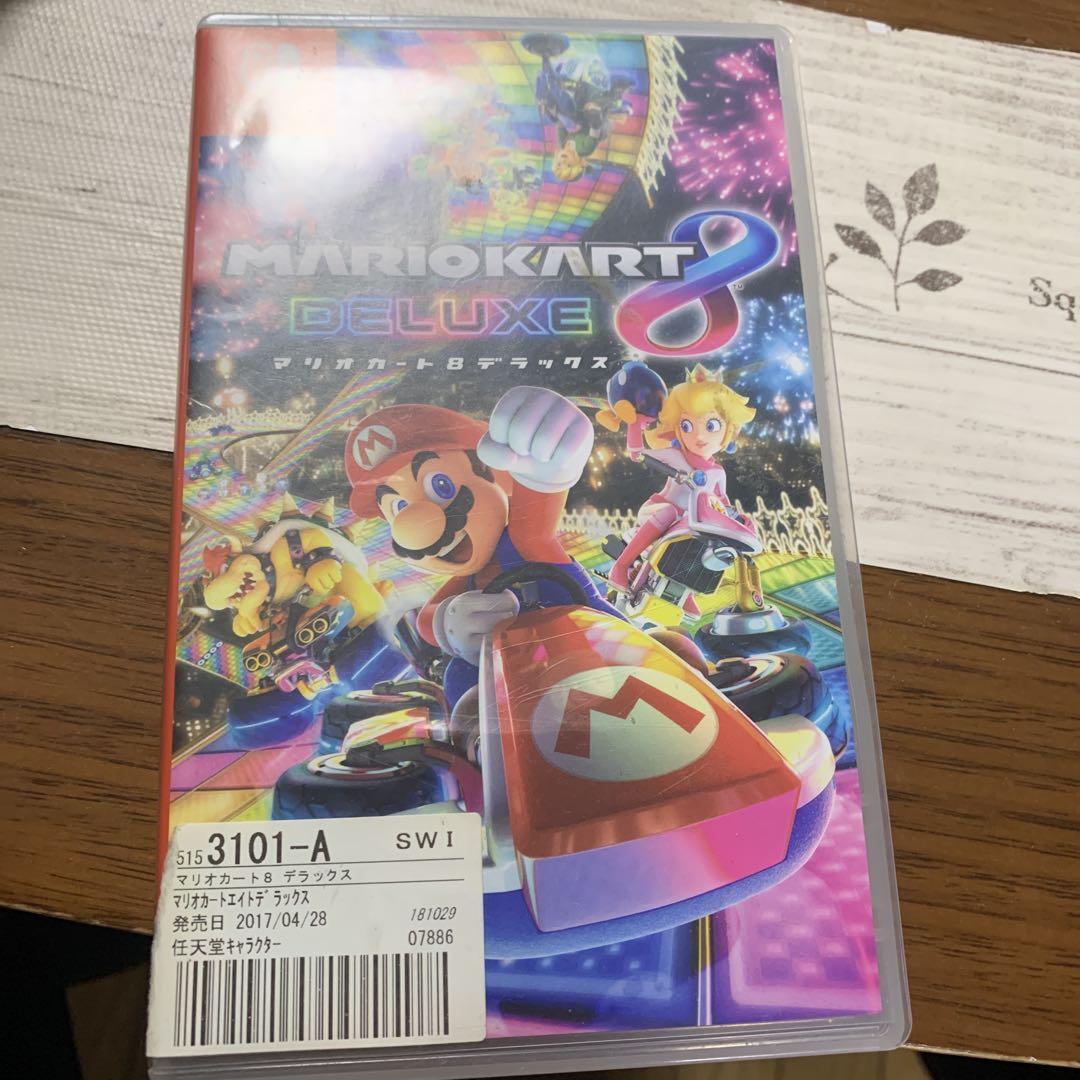 MARIOKART 8
DELUXE
TM
マリオカート8デラックス
M
M
8
515 3101-A SWI
マリオカート8 デラックス
マリオカートエイトデラックス
発売日 2017/04/28 181029
任天堂キャラクター 07886
Sq